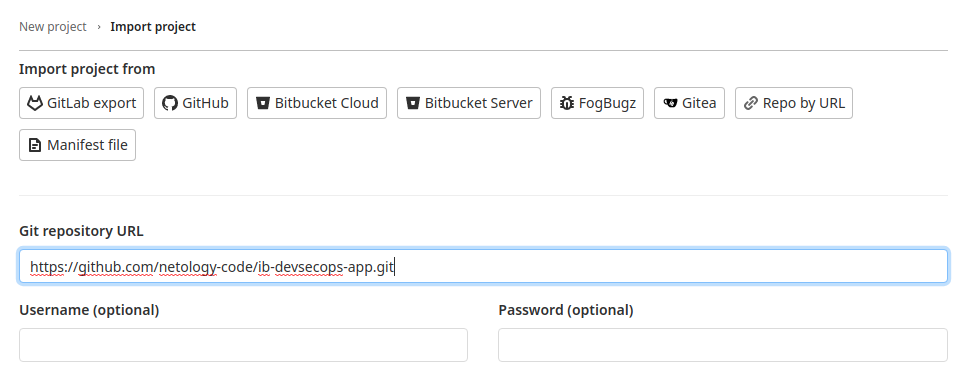 New project › Import project
Import project from
GitLab export GitHub Bitbucket Cloud Bitbucket Server FogBugz Gitea Repo by URL
Manifest file
Git repository URL
https://github.com/netology-code/ib-devsecops-app.git
Username (optional) Password (optional)